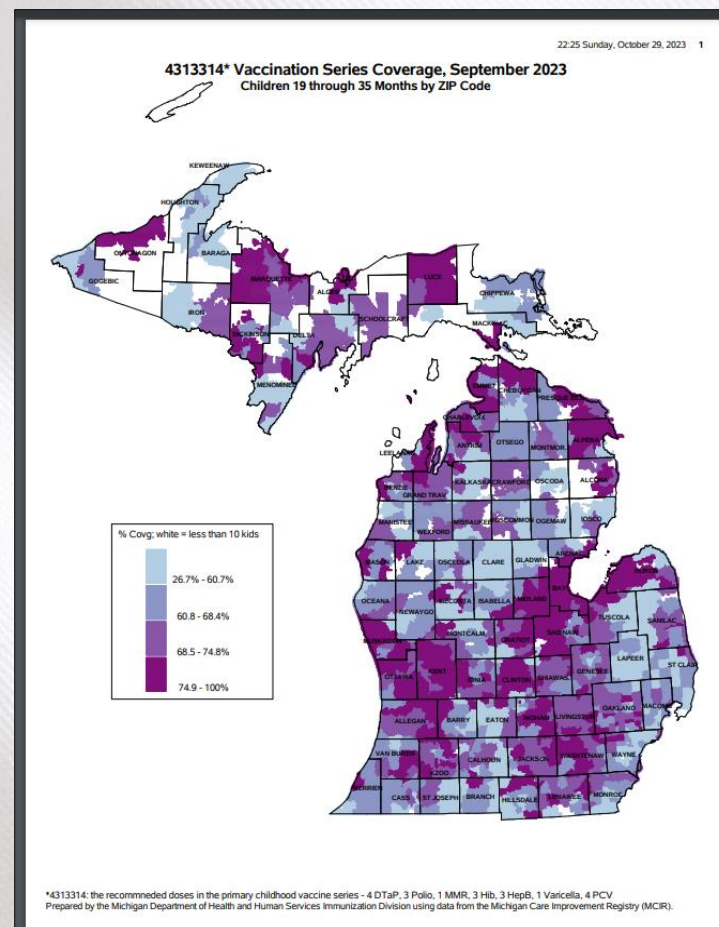 22:25 Sunday, October 29, 2023 1
4313314* Vaccination Series Coverage, September 2023
Children 19 through 35 Months by ZIP Code
KEWEENAW
HOUGHTON
ONTONAGON
BARAGA
GOGEBIC
MARQUETTE
ALGER
LUCE
CHIPPEWA
IRON
SCHOOLCRAFT
MACKINAC
DICKINSON
DELTA
MENOMINEE
EMMET
CHEBOYGAN
PRESQUE ISLE
CHARLEVOIX
LEELANAU
ANTRIM
OTSEGO
MONTMOR.
ALPENA
BENZIE
GRAND TRAV
KALKASKA
CRAWFORD
OSCODA
ALCONA
MANISTEE
WEXFORD
MISSAUKEE
ROSCOMMON
OGEMAW
IOSCO
% Covg; white = less than 10 kids
26.7% - 60.7%
60.8 - 68.4%
68.5 - 74.8%
74.9 - 100%
MASON
LAKE
OSCEOLA
CLARE
GLADWIN
ARENAC
HURON
OCEANA
NEWAYGO
MECOSTA
ISABELLA
MIDLAND
BAY
TUSCOLA
SANILAC
MUSKEGON
MONTCALM
GRATIOT
SAGINAW
OTTAWA
KENT
IONIA
CLINTON
SHIAWAS.
GENESEE
LAPEER
ST CLAIR
ALLEGAN
BARRY
EATON
INGHAM
LIVINGSTON
OAKLAND
MACOMB
VAN BUREN
KZOO
CALHOUN
JACKSON
WASHTENAW
WAYNE
BERRIEN
CASS
ST JOSEPH
BRANCH
HILLSDALE
LENAWEE
MONROE
*4313314: the recommneded doses in the primary childhood vaccine series - 4 DTaP, 3 Polio, 1 MMR, 3 Hib, 3 HepB, 1 Varicella, 4 PCV
Prepared by the Michigan Department of Health and Human Services Immunization Division using data from the Michigan Care Improvement Registry (MCIR).